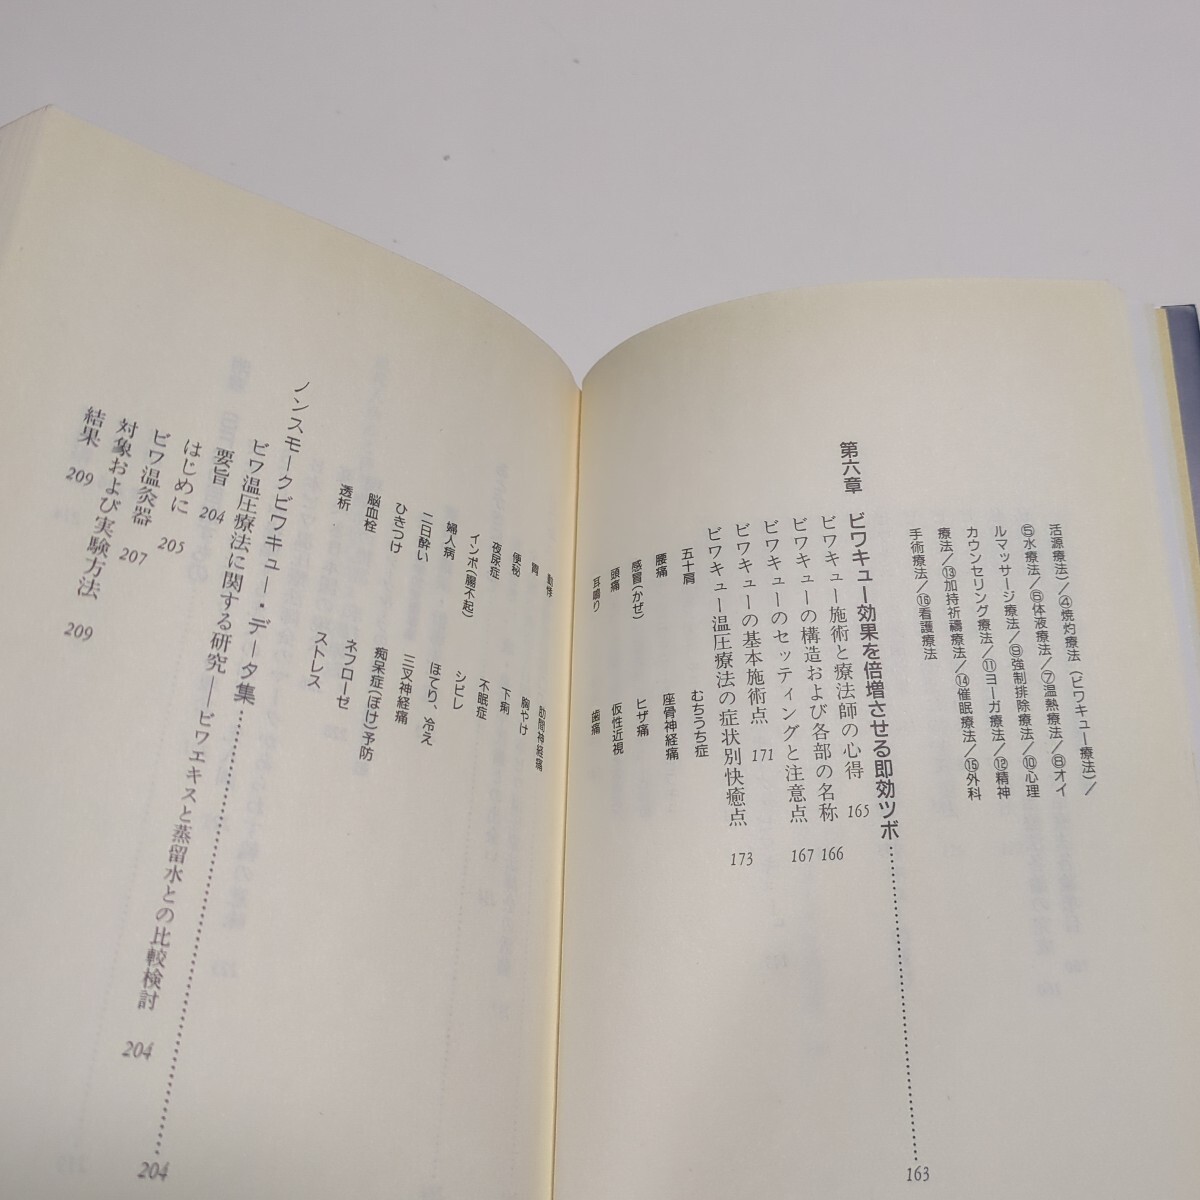 活源療法）／④焼灼療法（ビワキュー療法）／
⑤水療法／⑥体液療法／⑦温熱療法／⑧オイ
ルマッサージ療法／⑨強制排除療法／⑩心理
カウンセリング療法／⑪ヨーガ療法／⑫精神
療法／⑬加持祈禱療法／⑭催眠療法／⑮外科
手術療法／⑯看護療法
第六章　ビワキュー効果を倍増させる即効ツボ……………………163
ビワキュー施術と療法師の心得　165
ビワキューの構造および各部の名称　166
ビワキューのセッティングと注意点　167
ビワキューの基本施術点　171
ビワキュー温圧療法の症状別快癒点　173
五十肩　むちうち症
腰痛　座骨神経痛
感冒（かぜ）　ヒザ痛
頭痛　仮性近視
耳鳴り　歯痛
動悸　肋間神経痛
胃　胸やけ
便秘　下痢
夜尿症　不眠症
インポ（陽不起）　シビレ
婦人病　ほてり、冷え
二日酔い　三叉神経痛
ひきつけ　痴呆症（ぼけ）予防
脳血栓　ネフローゼ
透析　ストレス
ノンスモークビワキュー・データ集……………………204
ビワ温圧療法に関する研究—ビワエキスと蒸留水との比較検討　204
要旨　204
はじめに　205
ビワ温灸器　207
対象および実験方法　209
結果　209